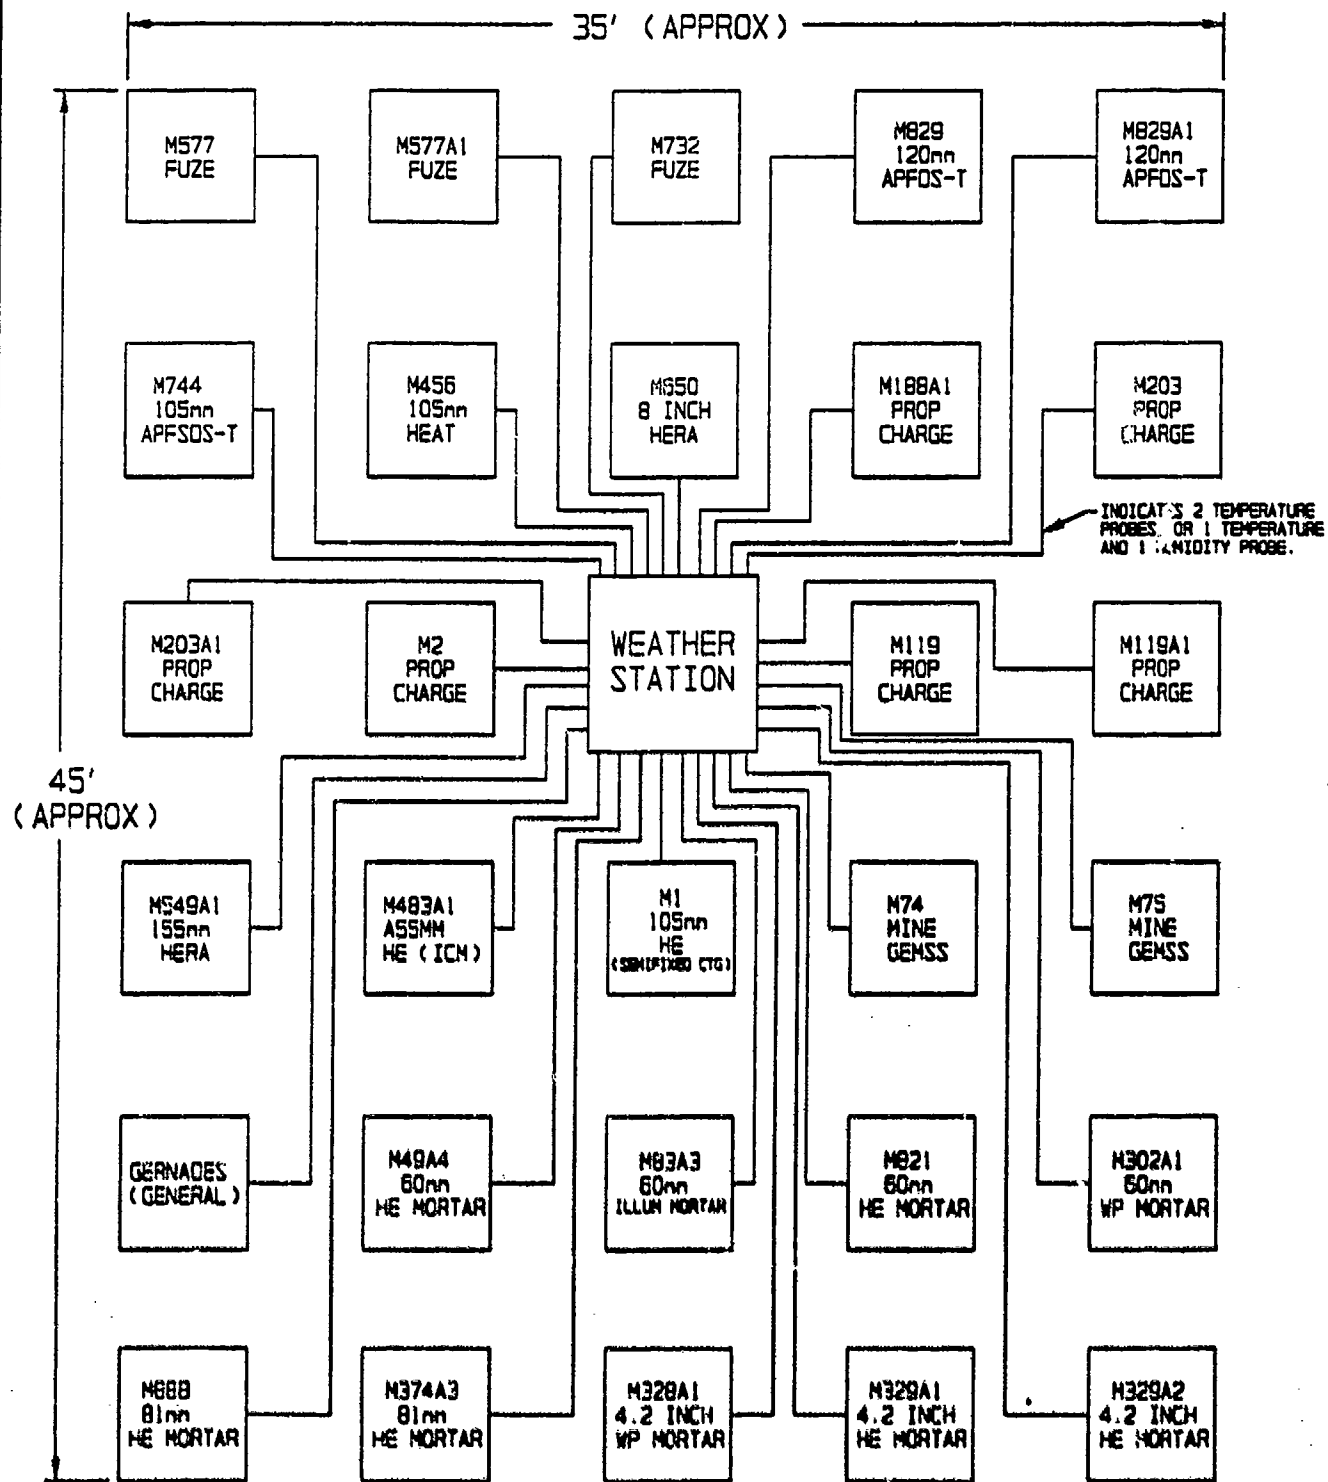 35' (APPROX)
M577
FUZE
M577A1
FUZE
M732
FUZE
M829
120mm
APFDS-T
M829A1
120mm
APFDS-T
M744
105mm
APFSDS-T
M456
105mm
HEAT
M650
8 INCH
HERA
M188A1
PROP
CHARGE
M203
PROP
CHARGE
INDICAT S 2 TEMPERATURE
PROBES, OR 1 TEMPERATURE
AND 1 MIDITY PROBE.
M203A1
PROP
CHARGE
M2
PROP
CHARGE
WEATHER
STATION
M119
PROP
CHARGE
M119A1
PROP
CHARGE
45'
(APPROX)
M549A1
155mm
HERA
M483A1
A55MM
HE (ICM)
M1
105mm
HE
(SEMIFIXED CTG)
M74
MINE
GEMSS
M75
MINE
GEMSS
GERNADES
(GENERAL)
M49A4
60mm
HE MORTAR
M83A3
60mm
ILLUM MORTAR
M821
60mm
HE MORTAR
M302A1
60mm
WP MORTAR
M888
81mm
HE MORTAR
M374A3
81mm
HE MORTAR
M328A1
4.2 INCH
WP MORTAR
M329A1
4.2 INCH
HE MORTAR
M329A2
4.2 INCH
HE MORTAR